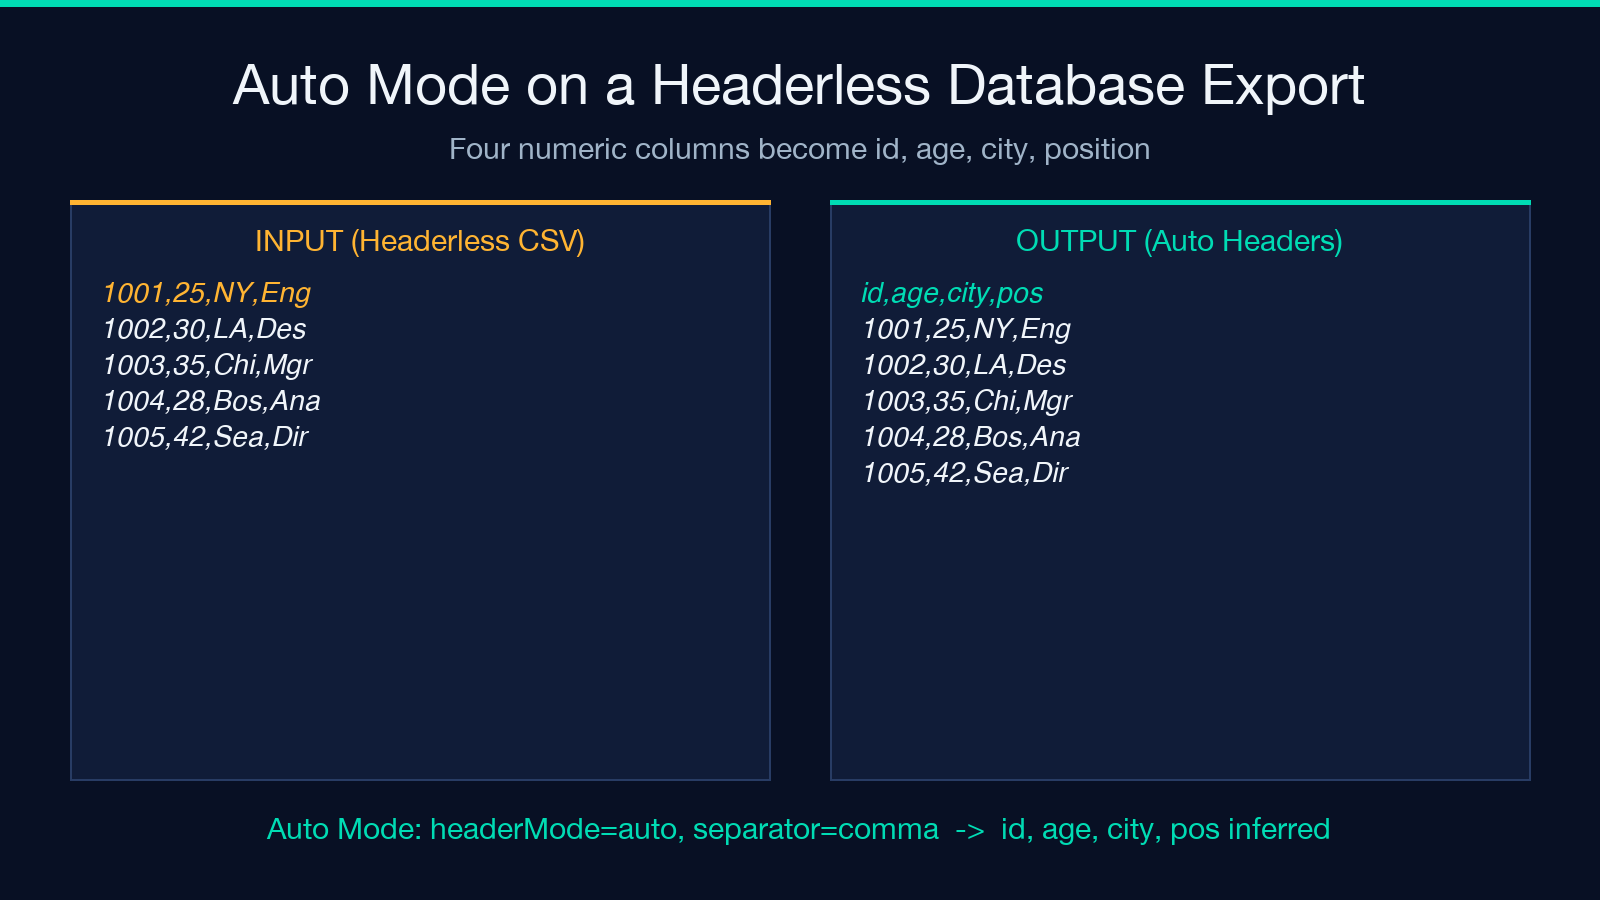 Auto Mode on a Headerless Database Export
Four numeric columns become id, age, city, position
INPUT (Headerless CSV)
1001,25,NY,Eng
1002,30,LA,Des
1003,35,Chi,Mgr
1004,28,Bos,Ana
1005,42,Sea,Dir
OUTPUT (Auto Headers)
id,age,city,pos
1001,25,NY,Eng
1002,30,LA,Des
1003,35,Chi,Mgr
1004,28,Bos,Ana
1005,42,Sea,Dir
Auto Mode: headerMode=auto, separator=comma -> id, age, city, pos inferred